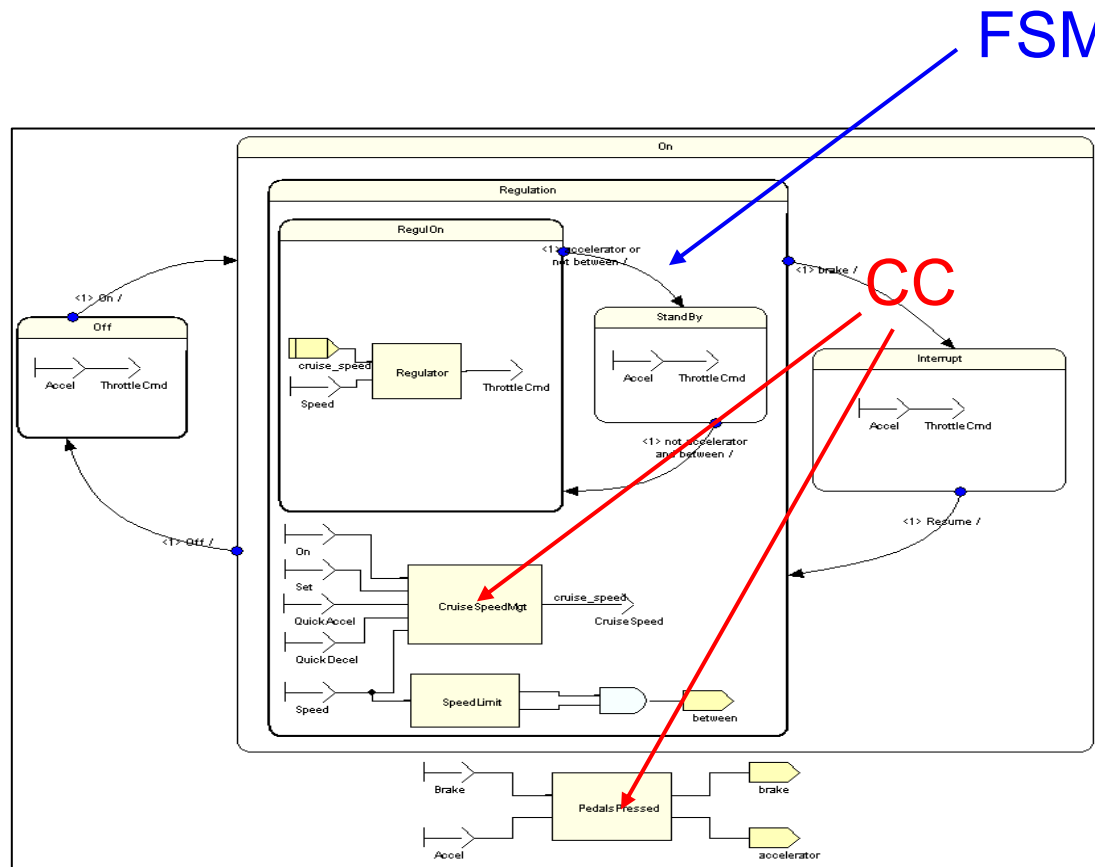 FSM
On
Regulation
RegulOn
<1> accelerator or
not between /
<1> brake /
CC
<1> On /
Off
StandBy
Interrupt
cruise_speed
Regulator
Accel
ThrottleCmd
Accel
ThrottleCmd
ThrottleCmd
Speed
Accel
ThrottleCmd
<1> not accelerator
and between /
<1> Resume /
<1> Off /
On
Set
cruise_speed
CruiseSpeedMgt
QuickAccel
CruiseSpeed
QuickDecel
SpeedLimit
Speed
between
Brake
brake
PedalsPressed
Accel
accelerator